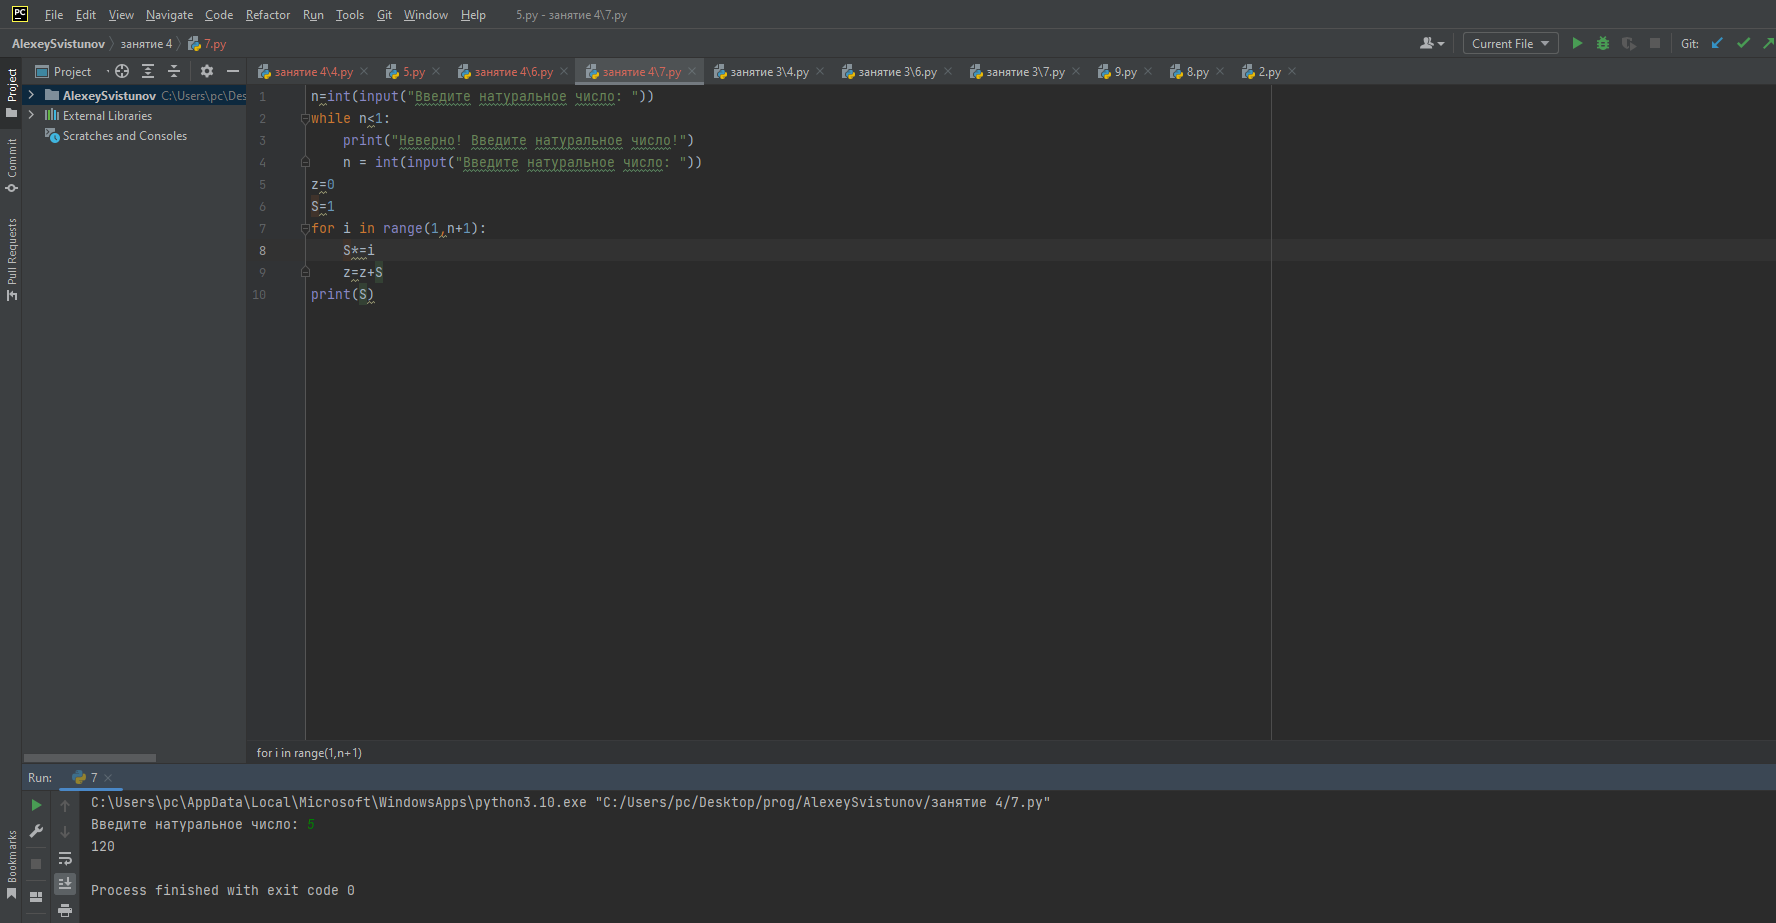 PC File Edit View Navigate Code Refactor Run Tools Git Window Help 5.py - занятие 4\7.py
AlexeySvistunov занятие 4 7.py Current File Git:
Project занятие 4\4.py 5.py занятие 4\6.py занятие 4\7.py занятие 3\4.py занятие 3\6.py занятие 3\7.py 9.py 8.py 2.py
Project
Commit
Pull Requests
Bookmarks
AlexeySvistunov C:\Users\pc\Des
External Libraries
Scratches and Consoles
1 n=int(input("Введите натуральное число: "))
2 while n<1:
3 print("Неверно! Введите натуральное число!")
4 n = int(input("Введите натуральное число: "))
5 z=0
6 S=1
7 for i in range(1,n+1):
8 S*=i
9 z=z+S
10 print(S)
for i in range(1,n+1)
Run: 7
C:\Users\pc\AppData\Local\Microsoft\WindowsApps\python3.10.exe "C:/Users/pc/Desktop/prog/AlexeySvistunov/занятие 4/7.py"
Введите натуральное число: 5
120
Process finished with exit code 0